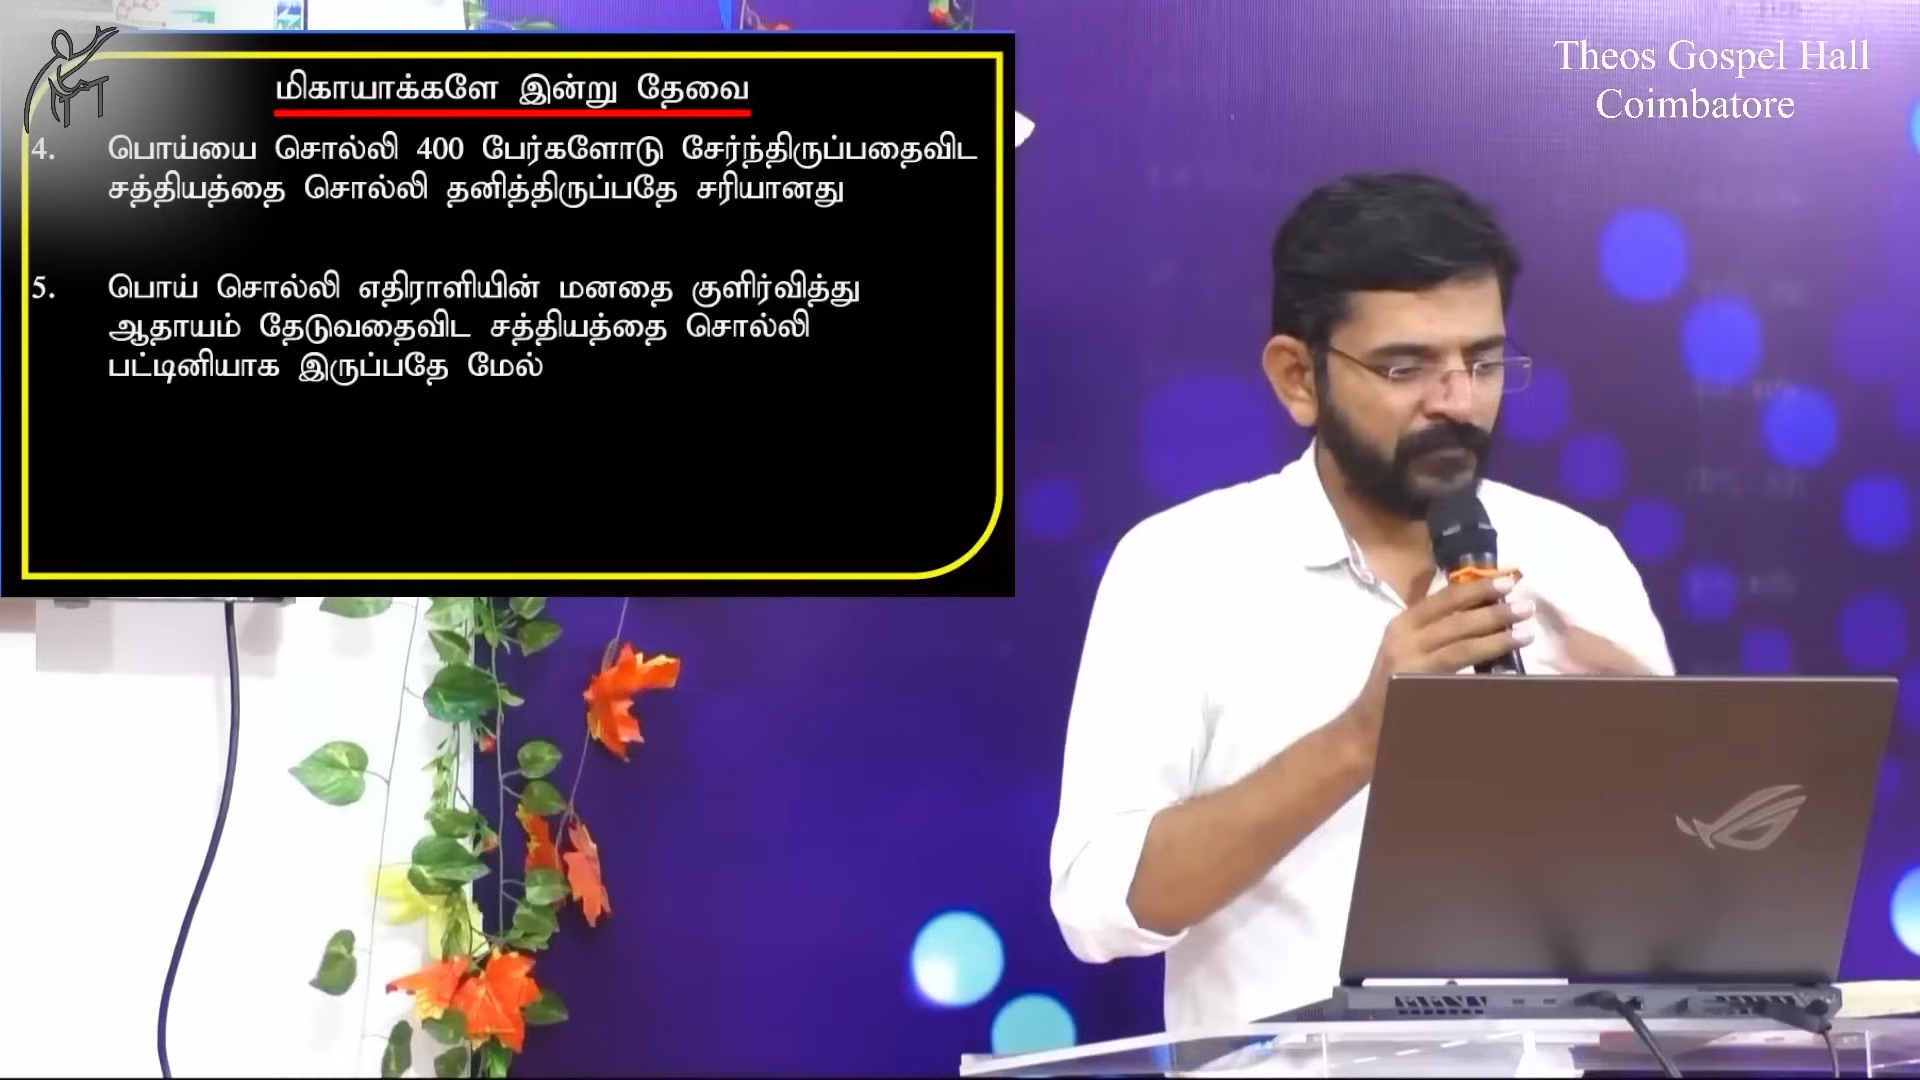 மிகாயாக்களே இன்று தேவை
4. பொய்யை சொல்லி 400 பேர்களோடு சேர்ந்திருப்பதைவிட
சத்தியத்தை சொல்லி தனித்திருப்பதே சரியானது
5. பொய் சொல்லி எதிராளியின் மனதை குளிர்வித்து
ஆதாயம் தேடுவதைவிட சத்தியத்தை சொல்லி
பட்டினியாக இருப்பதே மேல்
Theos Gospel Hall
Coimbatore